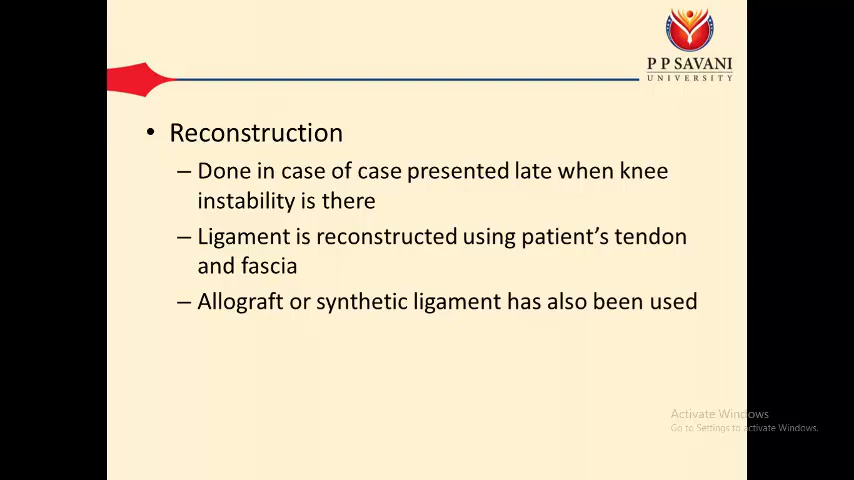 P P SAVANI
UNIVERSITY
• Reconstruction
– Done in case of case presented late when knee
instability is there
– Ligament is reconstructed using patient’s tendon
and fascia
– Allograft or synthetic ligament has also been used
Activate Windows
Go to Settings to activate Windows.